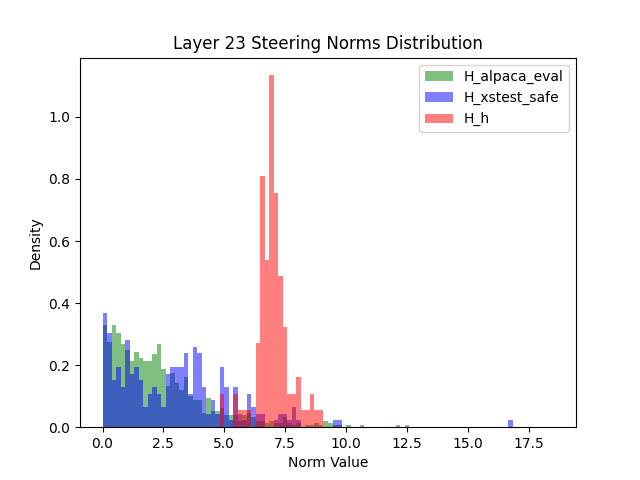 Layer 23 Steering Norms Distribution
H_alpaca_eval
H_xstest_safe
H_h
Density
1.0
0.8
0.6
0.4
0.2
0.0
0.0 2.5 5.0 7.5 10.0 12.5 15.0 17.5
Norm Value